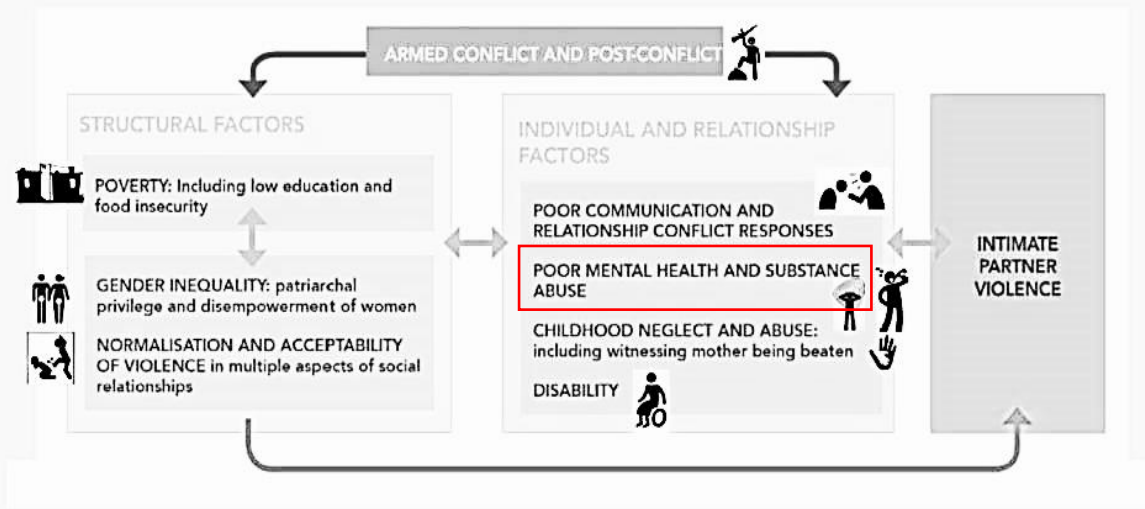 ARMED CONFLICT AND POST-CONFLICT
STRUCTURAL FACTORS
POVERTY: Including low education and
food insecurity
GENDER INEQUALITY: patriarchal
privilege and disempowerment of women
NORMALISATION AND ACCEPTABILITY
OF VIOLENCE in multiple aspects of social
relationships
INDIVIDUAL AND RELATIONSHIP
FACTORS
POOR COMMUNICATION AND
RELATIONSHIP CONFLICT RESPONSES
POOR MENTAL HEALTH AND SUBSTANCE
ABUSE
CHILDHOOD NEGLECT AND ABUSE:
including witnessing mother being beaten
DISABILITY
INTIMATE
PARTNER
VIOLENCE